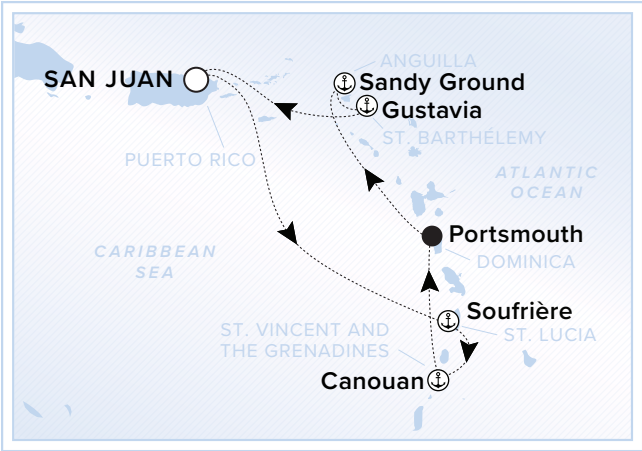 ANGUILLA
SAN JUAN
Sandy Ground
Gustavia
ST. BARTHÉLEMY
PUERTO RICO
ATLANTIC
OCEAN
Portsmouth
CARIBBEAN
SEA
DOMINICA
Soufrière
ST. VINCENT AND
THE GRENADINES
ST. LUCIA
Canouan